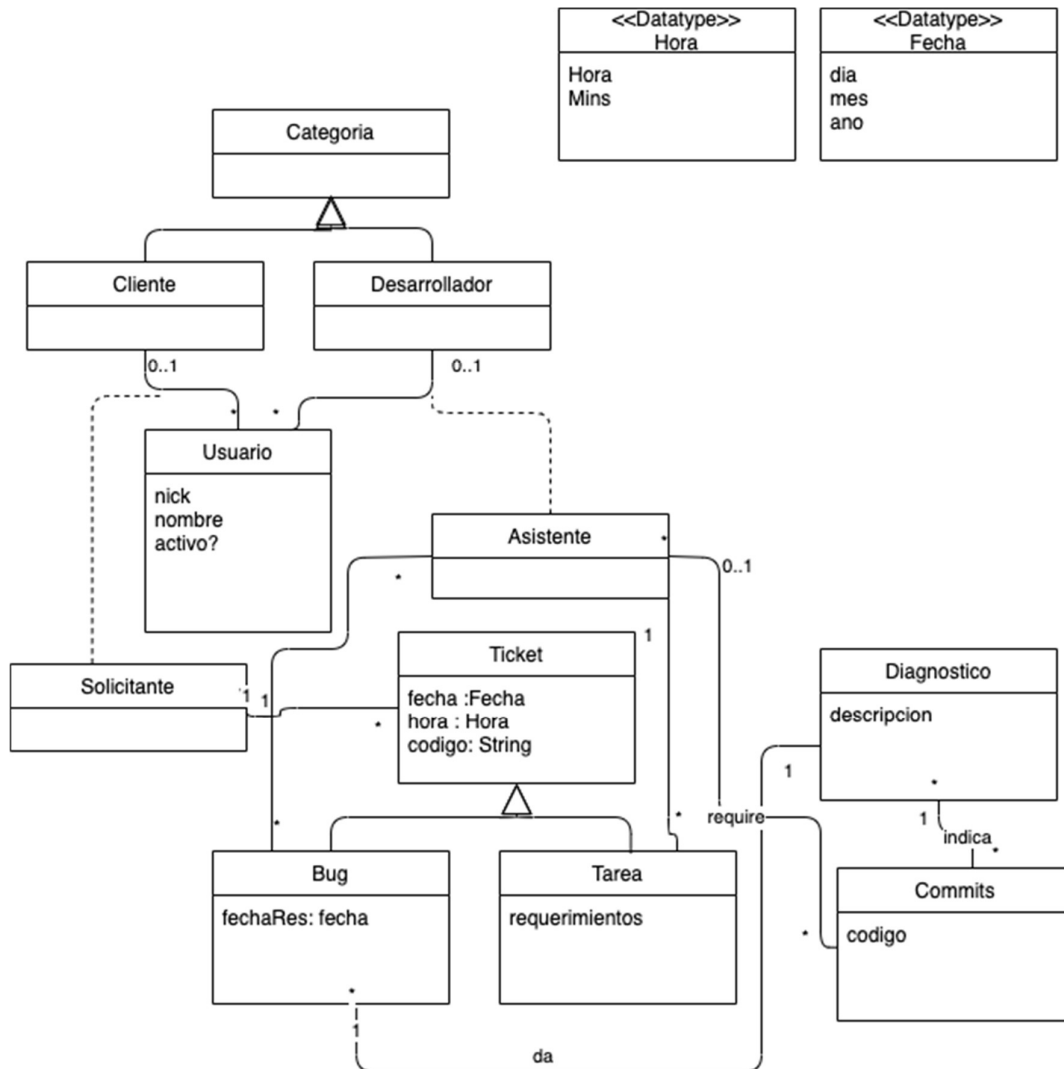 <<Datatype>>
Hora
Hora
Mins
<<Datatype>>
Fecha
dia
mes
ano
Categoria
Cliente
Desarrollador
0..1
0..1
*
*
Usuario
nick
nombre
activo?
Asistente
*
*
0..1
1
Ticket
fecha :Fecha
hora : Hora
codigo: String
Solicitante
1
1
*
Diagnostico
descripcion
*
1
1
indica
*
require
*
*
Bug
fechaRes: fecha
*
1
Tarea
requerimientos
Commits
codigo
*
da